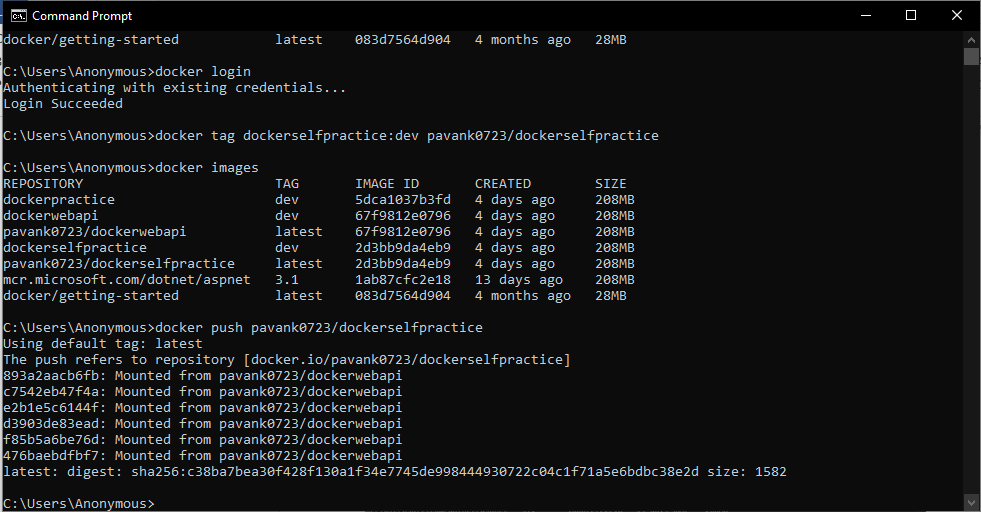 Command Prompt
docker/getting-started latest 083d7564d904 4 months ago 28MB
C:\Users\Anonymous>docker login
Authenticating with existing credentials...
Login Succeeded
C:\Users\Anonymous>docker tag dockerselfpractice:dev pavank0723/dockerselfpractice
C:\Users\Anonymous>docker images
REPOSITORY TAG IMAGE ID CREATED SIZE
dockerpractice dev 5dca1037b3fd 4 days ago 208MB
dockerwebapi dev 67f9812e0796 4 days ago 208MB
pavank0723/dockerwebapi latest 67f9812e0796 4 days ago 208MB
dockerselfpractice dev 2d3bb9da4eb9 4 days ago 208MB
pavank0723/dockerselfpractice latest 2d3bb9da4eb9 4 days ago 208MB
mcr.microsoft.com/dotnet/aspnet 3.1 1ab87cfc2e18 13 days ago 208MB
docker/getting-started latest 083d7564d904 4 months ago 28MB
C:\Users\Anonymous>docker push pavank0723/dockerselfpractice
Using default tag: latest
The push refers to repository [docker.io/pavank0723/dockerselfpractice]
893a2aacb6fb: Mounted from pavank0723/dockerwebapi
c7542eb47f4a: Mounted from pavank0723/dockerwebapi
e2b1e5c6144f: Mounted from pavank0723/dockerwebapi
d3903de83ead: Mounted from pavank0723/dockerwebapi
f85b5a6be76d: Mounted from pavank0723/dockerwebapi
476baebdfbf7: Mounted from pavank0723/dockerwebapi
latest: digest: sha256:c38ba7bea30f428f130a1f34e7745de998444930722c04c1f71a5e6bdbc38e2d size: 1582
C:\Users\Anonymous>